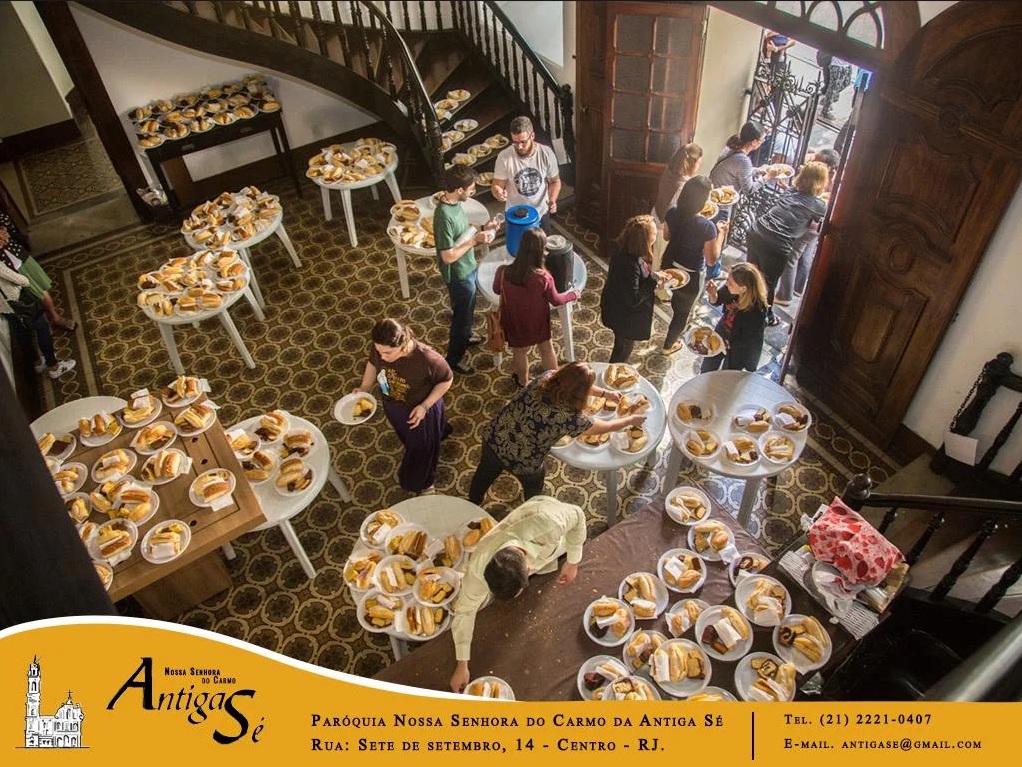 Nossa Senhora
do Carmo
Antiga Sé
Paróquia Nossa Senhora do Carmo da Antiga Sé
Rua: Sete de setembro, 14 - Centro - RJ.
Tel. (21) 2221-0407
E-mail. antigase@gmail.com